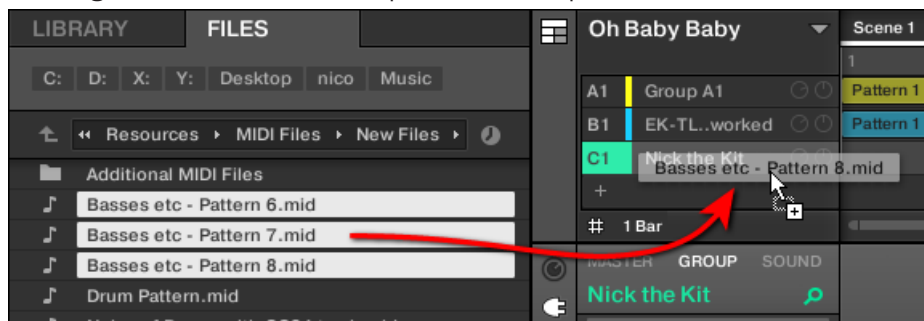 LIBRARY FILES
C: D: X: Y: Desktop nico Music
Resources MIDI Files New Files
Additional MIDI Files
Basses etc - Pattern 6.mid
Basses etc - Pattern 7.mid
Basses etc - Pattern 8.mid
Drum Pattern.mid
Oh Baby Baby
Scene 1
1
A1 Group A1 Pattern 1
B1 EK-TL..worked Pattern 1
C1 Nick the Kit
Basses etc - Pattern 8.mid
+
1 Bar
MASTER GROUP SOUND
Nick the Kit